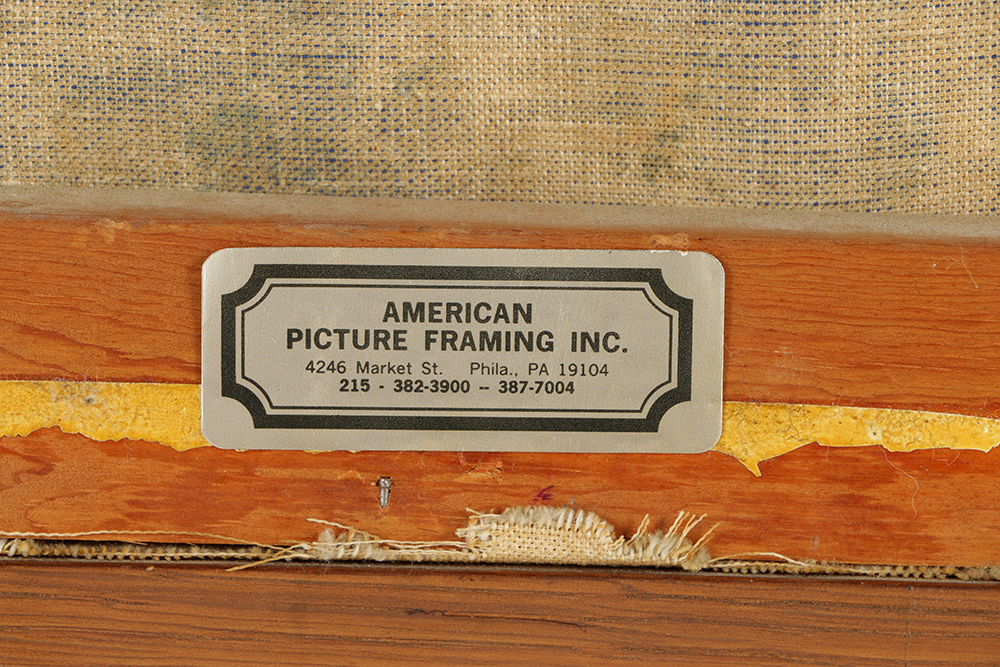 AMERICAN
PICTURE FRAMING INC.
4246 Market St. Phila., PA 19104
215 - 382-3900 -- 387-7004